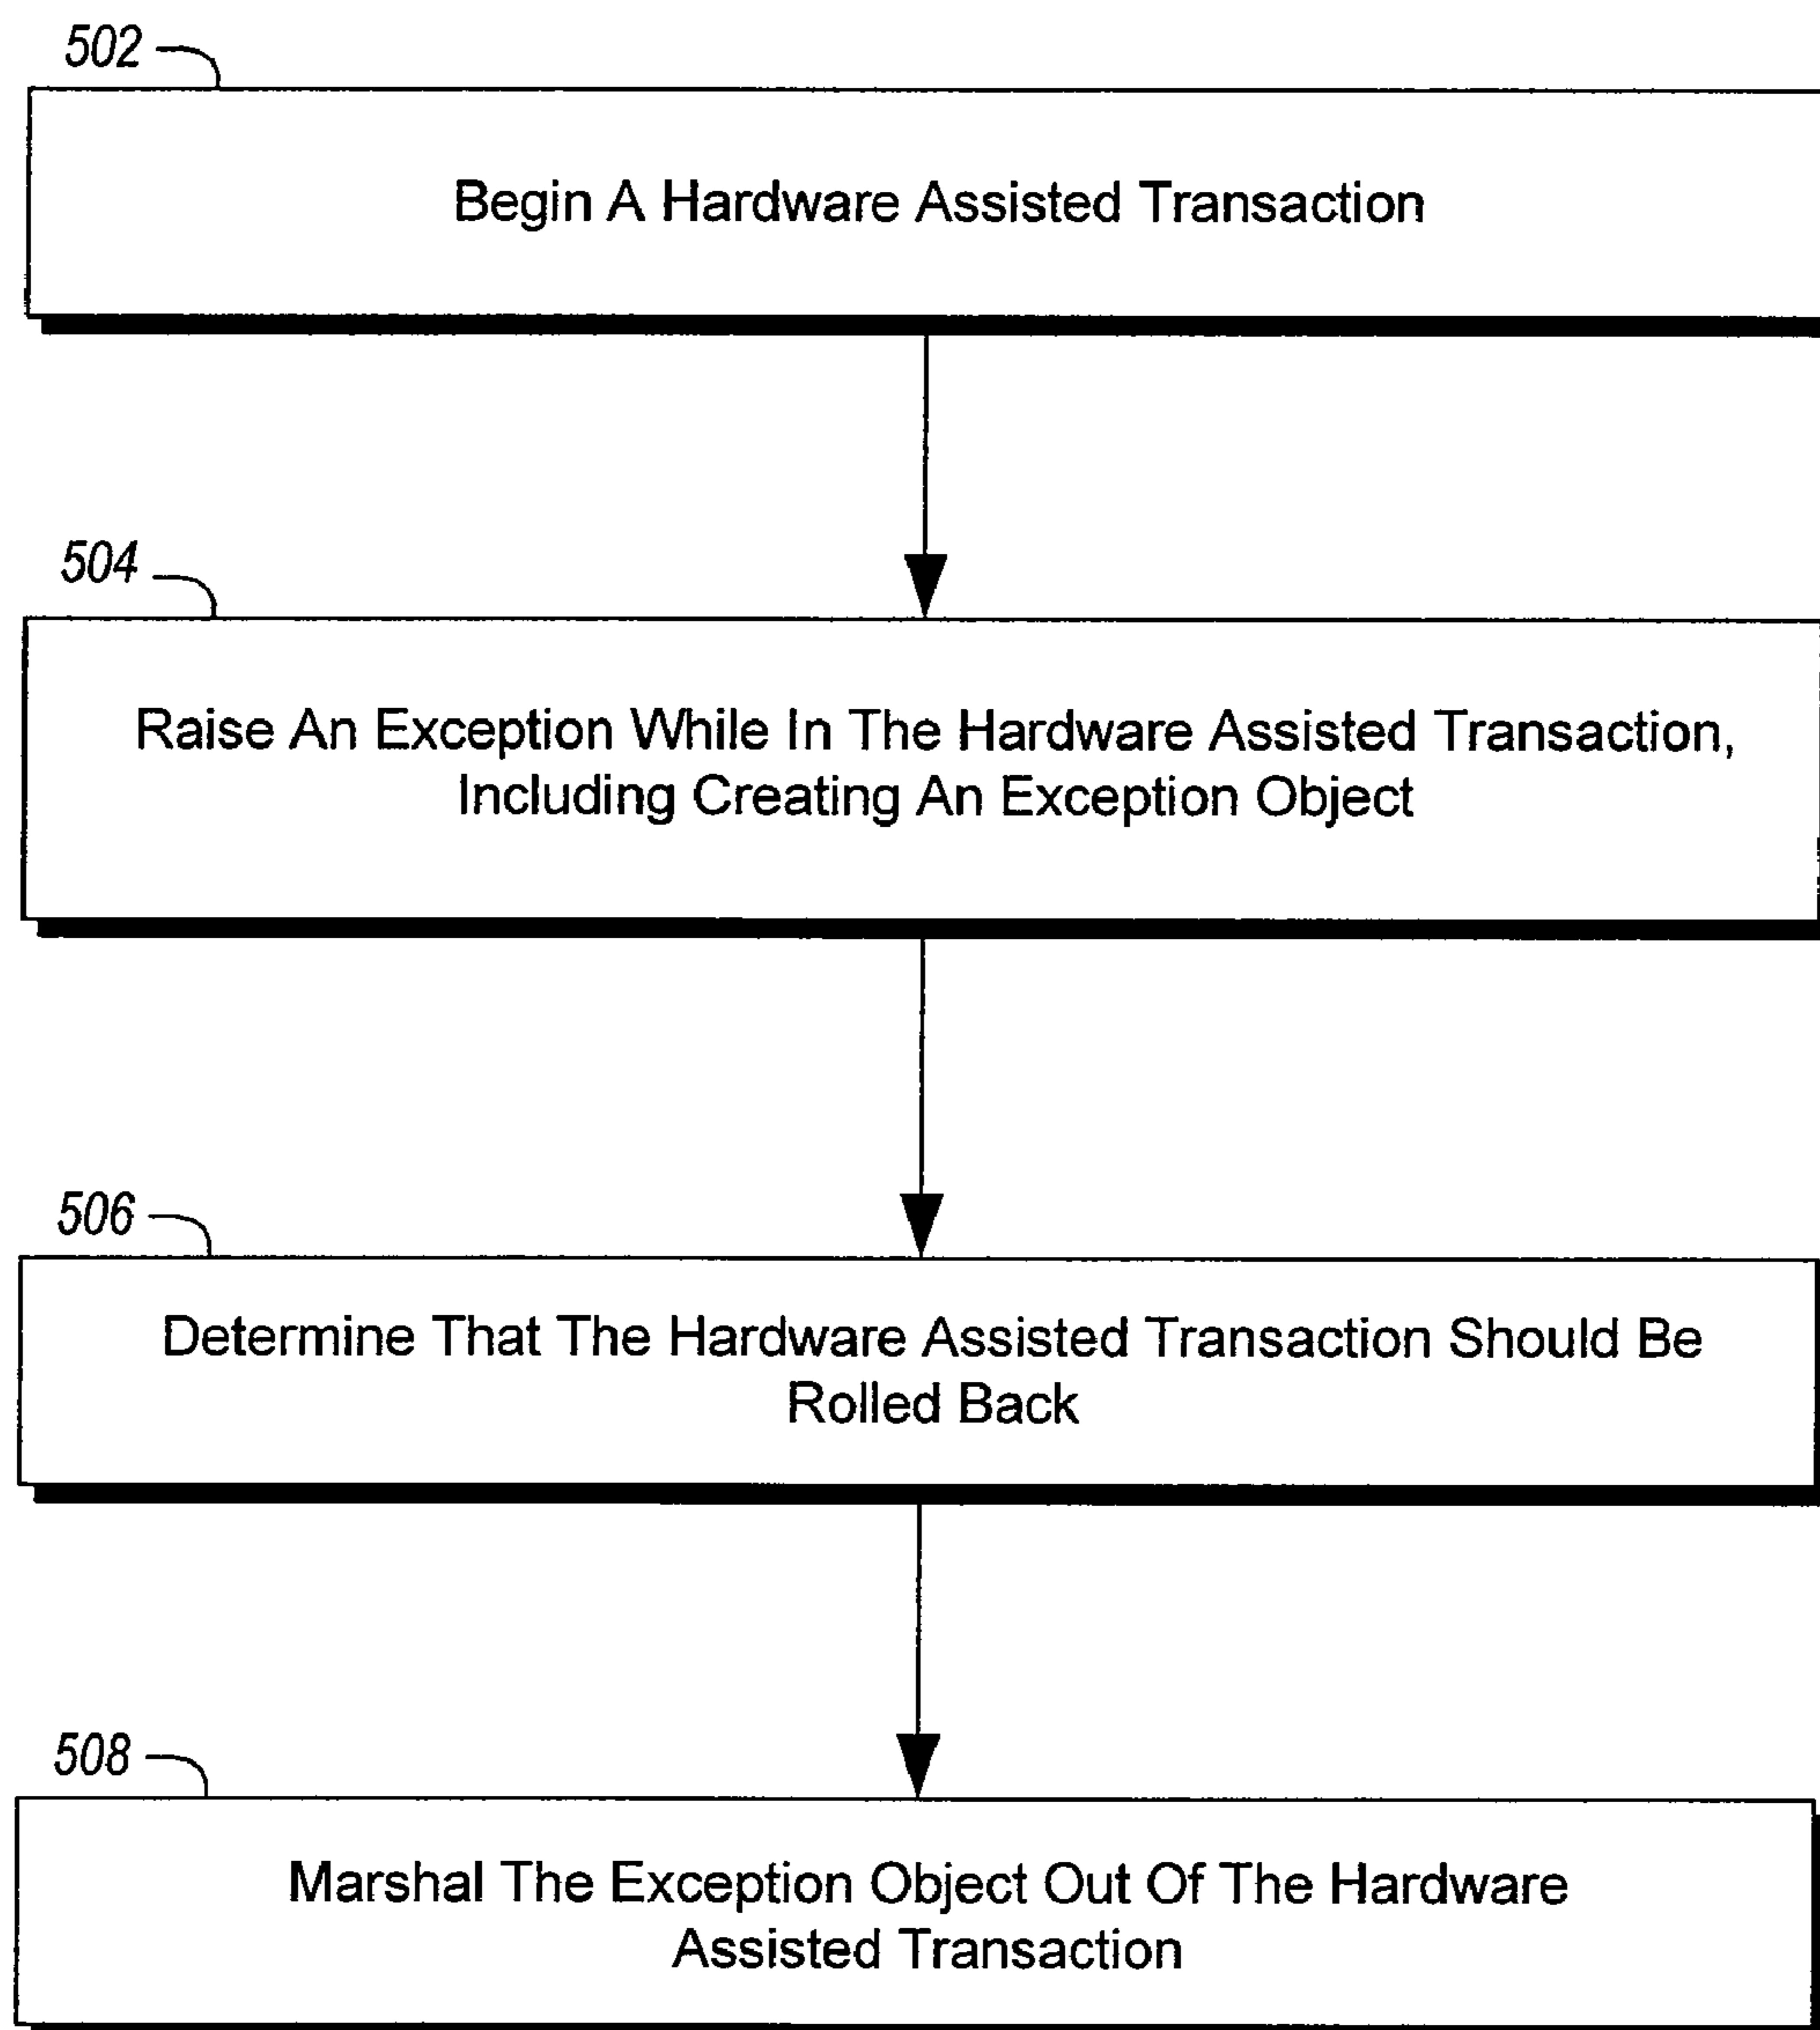 502
Begin A Hardware Assisted Transaction
504
Raise An Exception While In The Hardware Assisted Transaction,
Including Creating An Exception Object
506
Determine That The Hardware Assisted Transaction Should Be
Rolled Back
508
Marshal The Exception Object Out Of The Hardware
Assisted Transaction